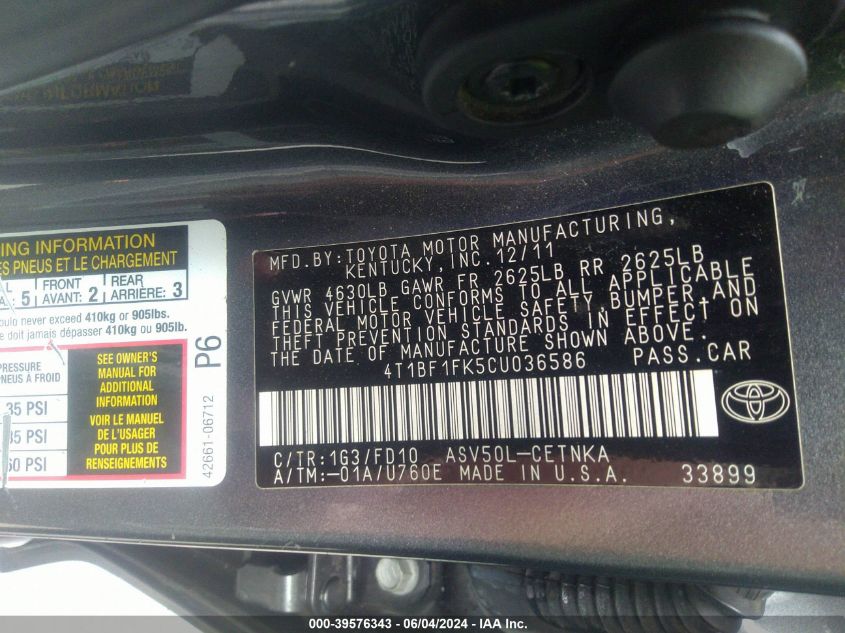 ING INFORMATION
ES PNEUS ET LE CHARGEMENT
5 FRONT AVANT: 2 REAR ARRIÈRE: 3
ould never exceed 410kg or 905lbs.
e doit jamais dépasser 410kg ou 905lb.
PRESSURE
PNEUS À FROID
35 PSI
35 PSI
60 PSI
SEE OWNER'S
MANUAL FOR
ADDITIONAL
INFORMATION
VOIR LE MANUEL
DE L'USAGER
POUR PLUS DE
RENSEIGNEMENTS
P6
42661-06712
MFD.BY:TOYOTA MOTOR MANUFACTURING,
KENTUCKY,INC.12/11
GVWR 4630LB GAWR FR 2625LB RR 2625LB
THIS VEHICLE CONFORMS TO ALL APPLICABLE
FEDERAL MOTOR VEHICLE SAFETY,BUMPER,AND
THEFT PREVENTION STANDARDS IN EFFECT ON
THE DATE OF MANUFACTURE SHOWN ABOVE.
4T1BF1FK5CU036586 PASS.CAR
C/TR:1G3/FD10 ASV50L-CETNKA
A/TM:-01A/U760E MADE IN U.S.A. 33899
000-39576343 - 06/04/2024 - IAA Inc.